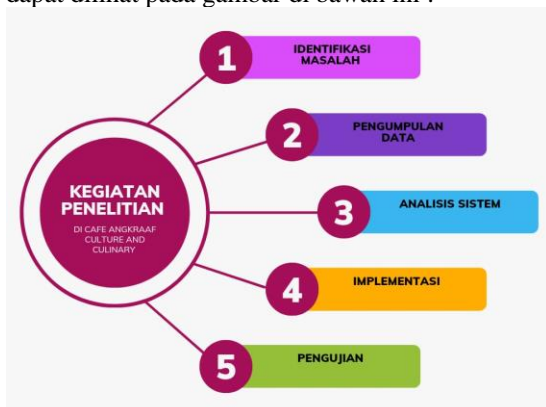 dapat dilihat pada gambar di bawah ini :
1
IDENTIFIKASI
MASALAH
2
PENGUMPULAN
DATA
KEGIATAN
PENELITIAN
DI CAFE ANGKRAAF
CULTURE AND
CULINARY
3
ANALISIS SISTEM
4
IMPLEMENTASI
5
PENGUJIAN